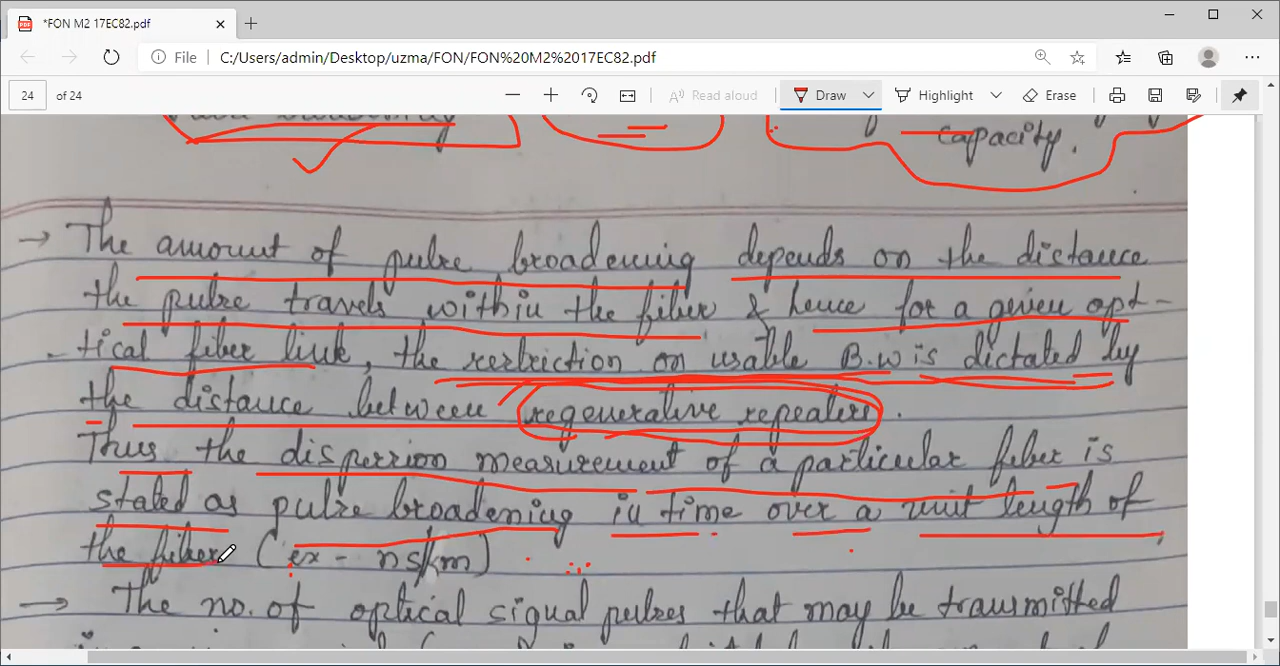 *FON M2 17EC82.pdf
File C:/Users/admin/Desktop/uzma/FON/FON%20M2%2017EC82.pdf
24 of 24 Read aloud Draw Highlight Erase
capacity.
→ The amount of pulse broadening depends on the distance
the pulse travels within the fiber & hence for a given opt-
-tical fiber link, the restriction on usable B.W is dictated by
the distance between regenerative repeaters.
Thus the dispersion measurement of a particular fiber is
stated as pulse broadening in time over a unit length of
the fiber (ex - ns/km)
→ The no. of optical signal pulses that may be transmitted